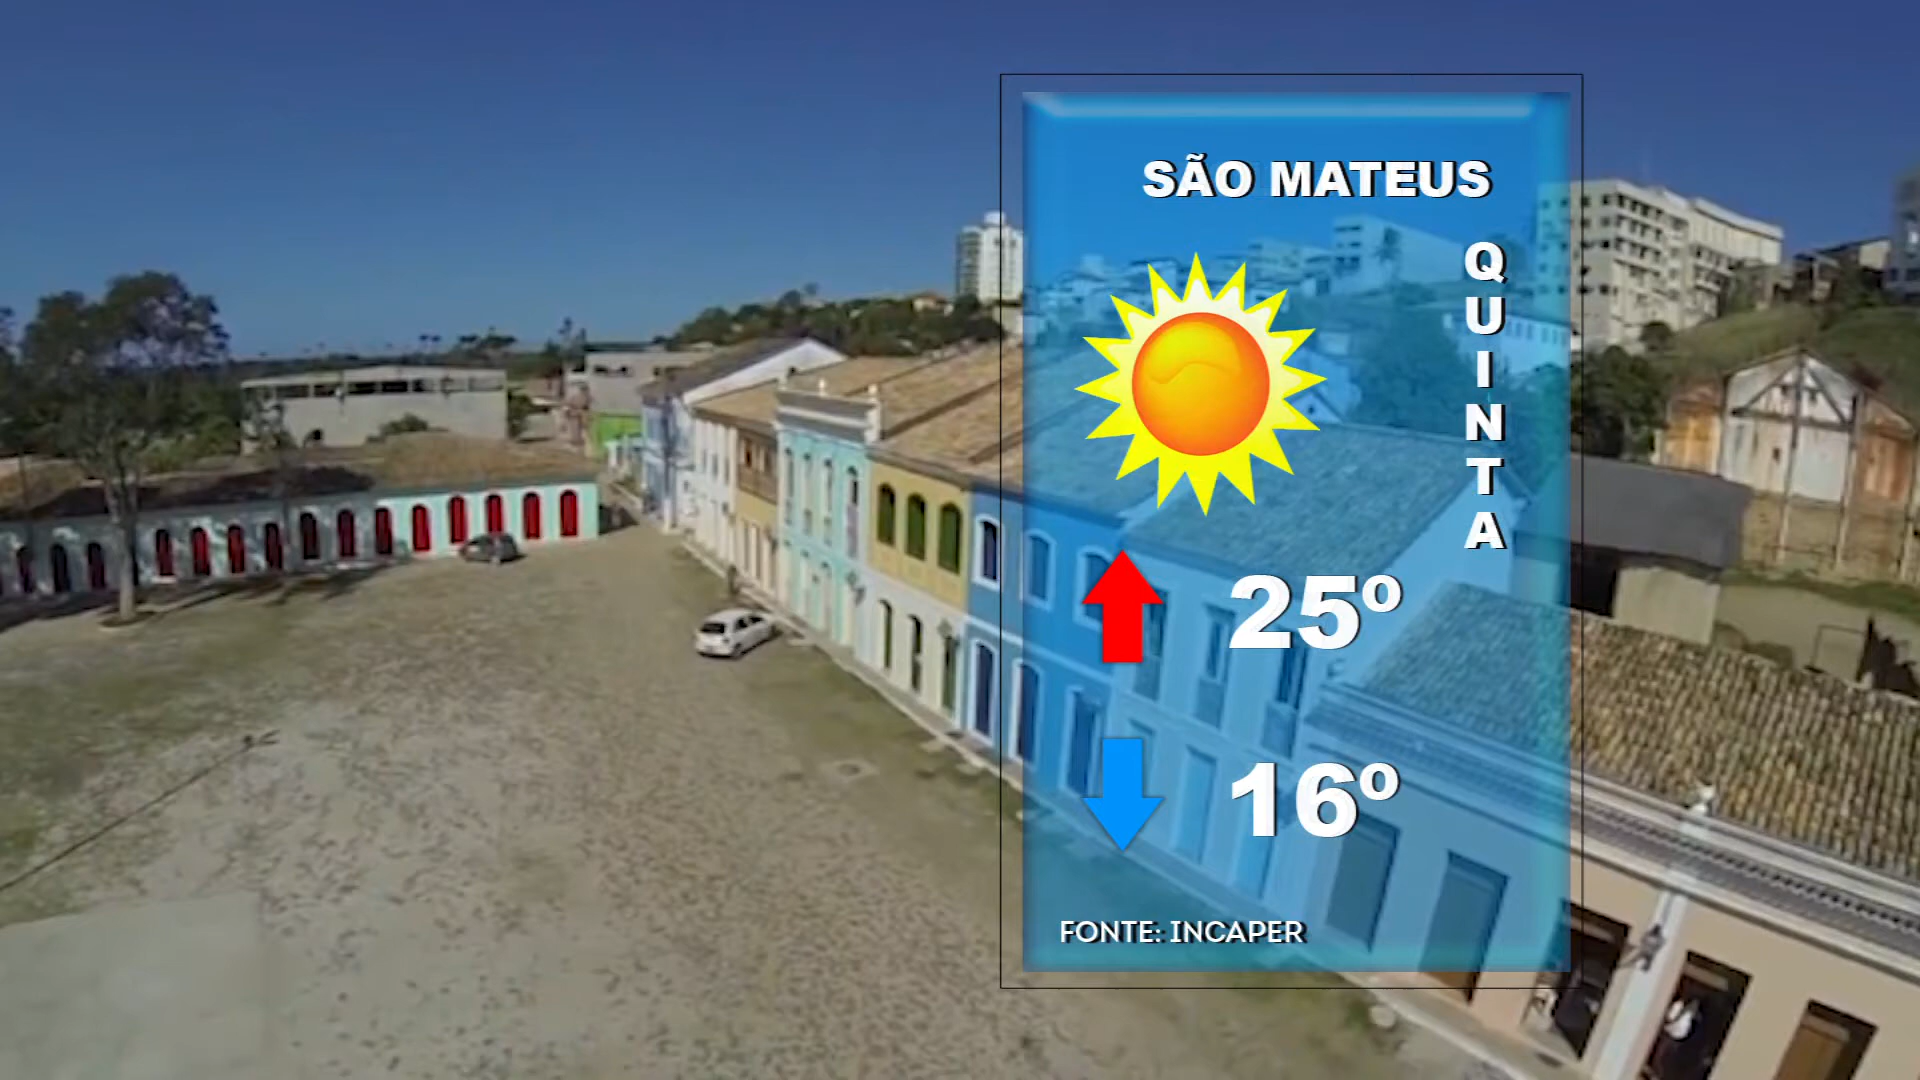 SÃO MATEUS
QUINTA
25º
16º
FONTE: INCAPER